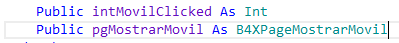 Public intMovilClicked As Int
Public pgMostrarMovil As B4XPageMostrarMovil